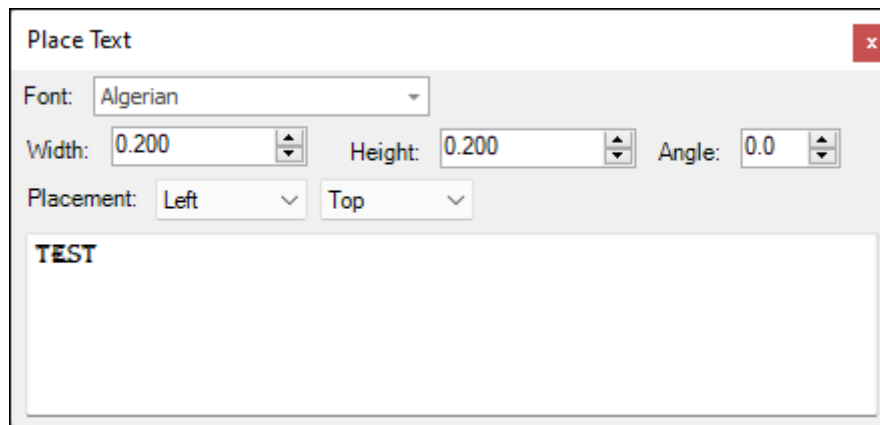 Place Text
x
Font: Algerian
Width: 0.200 Height: 0.200 Angle: 0.0
Placement: Left Top
TEST